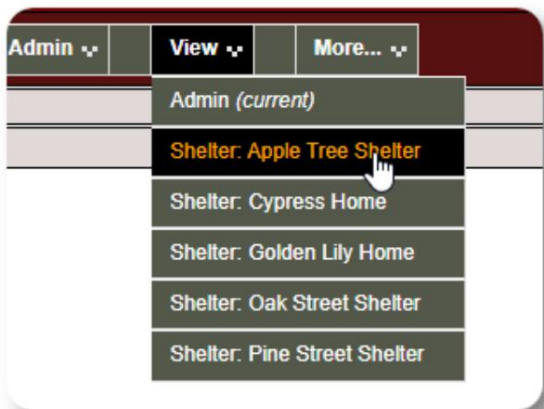 Admin View More...
Admin (current)
Shelter: Apple Tree Shelter
Shelter: Cypress Home
Shelter: Golden Lily Home
Shelter: Oak Street Shelter
Shelter: Pine Street Shelter